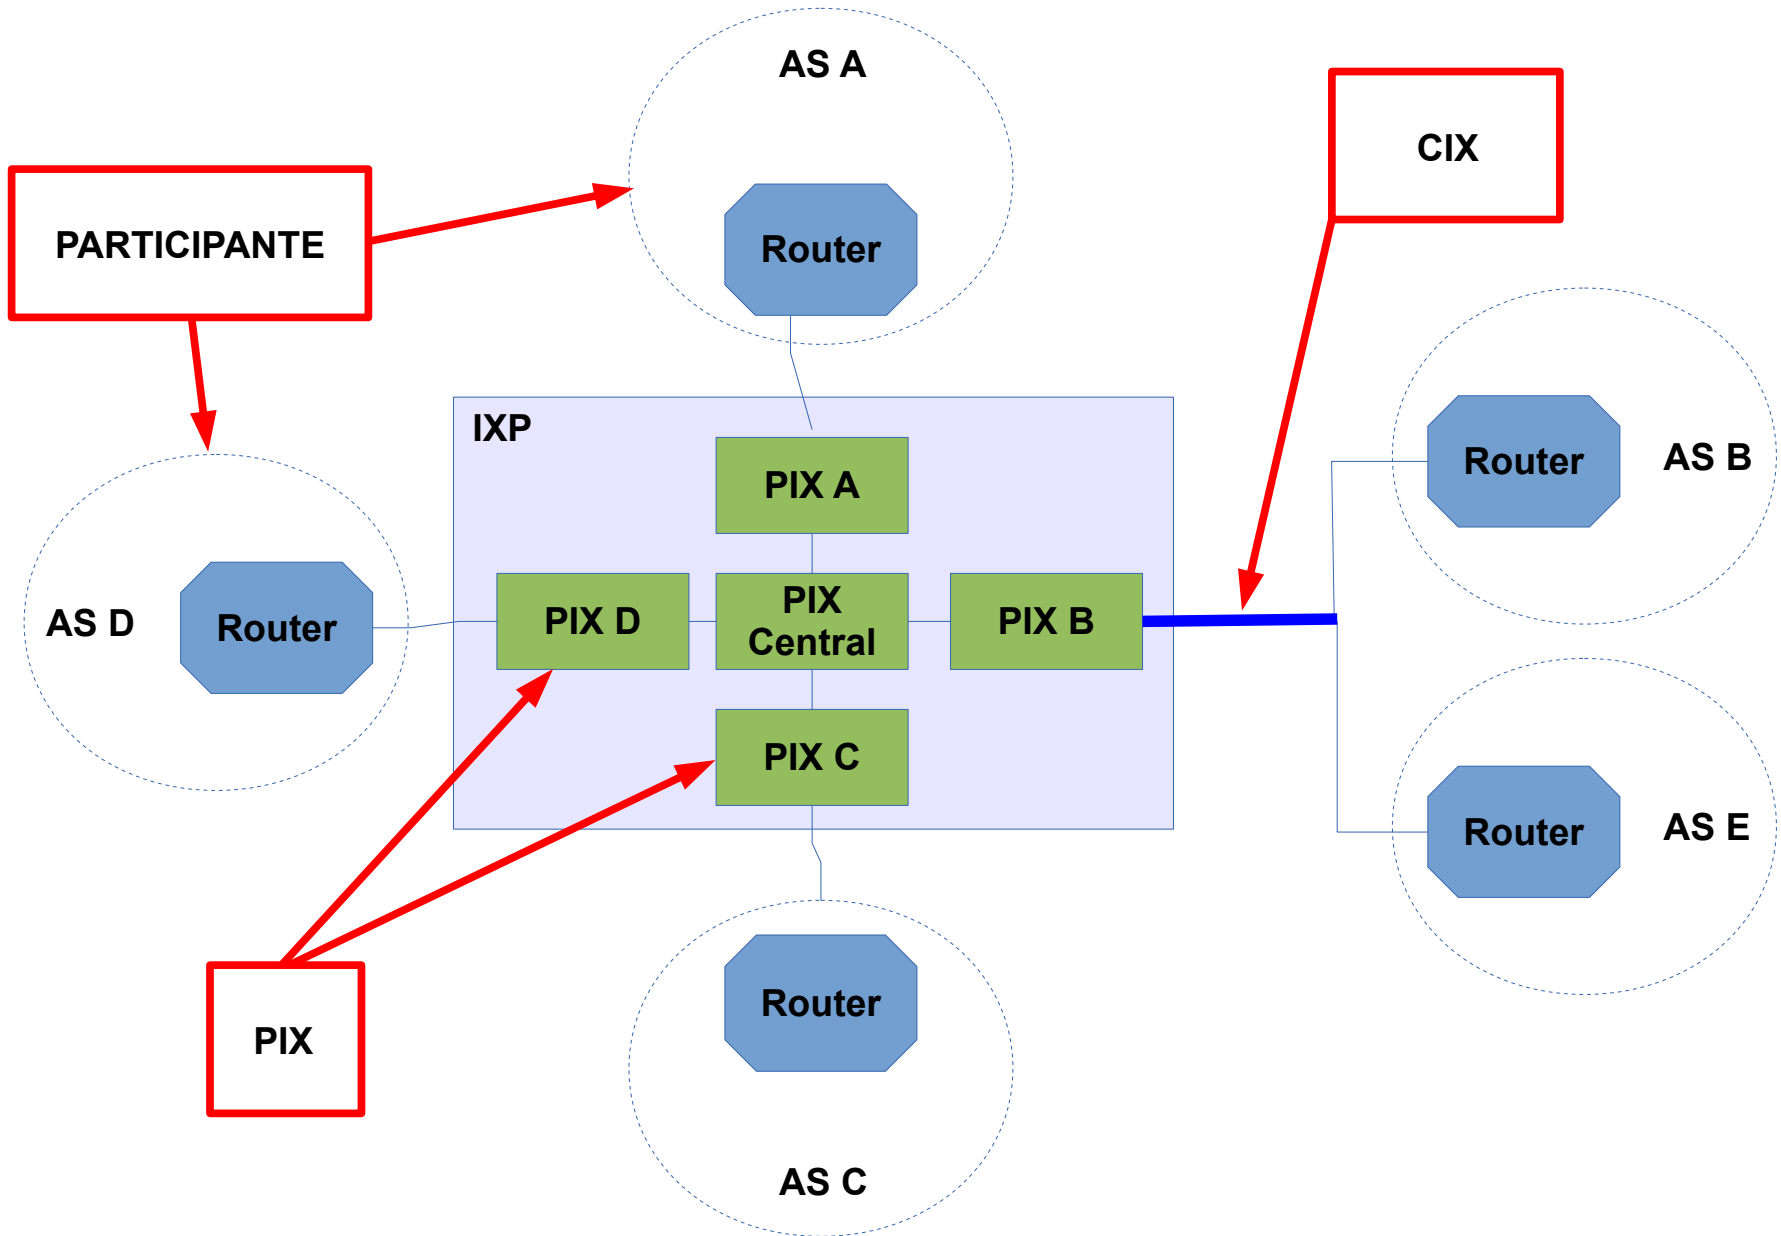 AS A
CIX
PARTICIPANTE
Router
IXP
Router
AS B
PIX A
AS D
Router
PIX D
PIX
Central
PIX B
PIX C
Router
AS E
Router
PIX
AS C